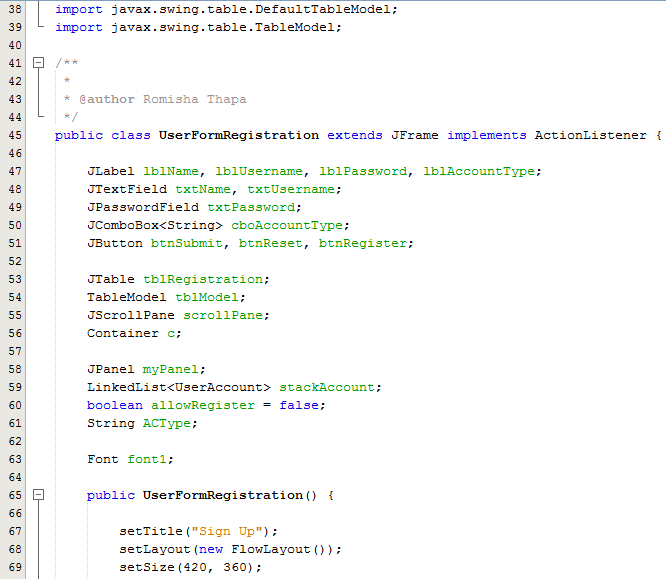 38 import javax.swing.table.DefaultTableModel;
39 import javax.swing.table.TableModel;
40
41 /**
42 *
43 * @author Romisha Thapa
44 */
45 public class UserFormRegistration extends JFrame implements ActionListener {
46
47 JLabel lblName, lblUsername, lblPassword, lblAccountType;
48 JTextField txtName, txtUsername;
49 JPasswordField txtPassword;
50 JComboBox<String> cboAccountType;
51 JButton btnSubmit, btnReset, btnRegister;
52
53 JTable tblRegistration;
54 TableModel tblModel;
55 JScrollPane scrollPane;
56 Container c;
57
58 JPanel myPanel;
59 LinkedList<UserAccount> stackAccount;
60 boolean allowRegister = false;
61 String ACType;
62
63 Font font1;
64
65 public UserFormRegistration() {
66
67 setTitle("Sign Up");
68 setLayout(new FlowLayout());
69 setSize(420, 360);